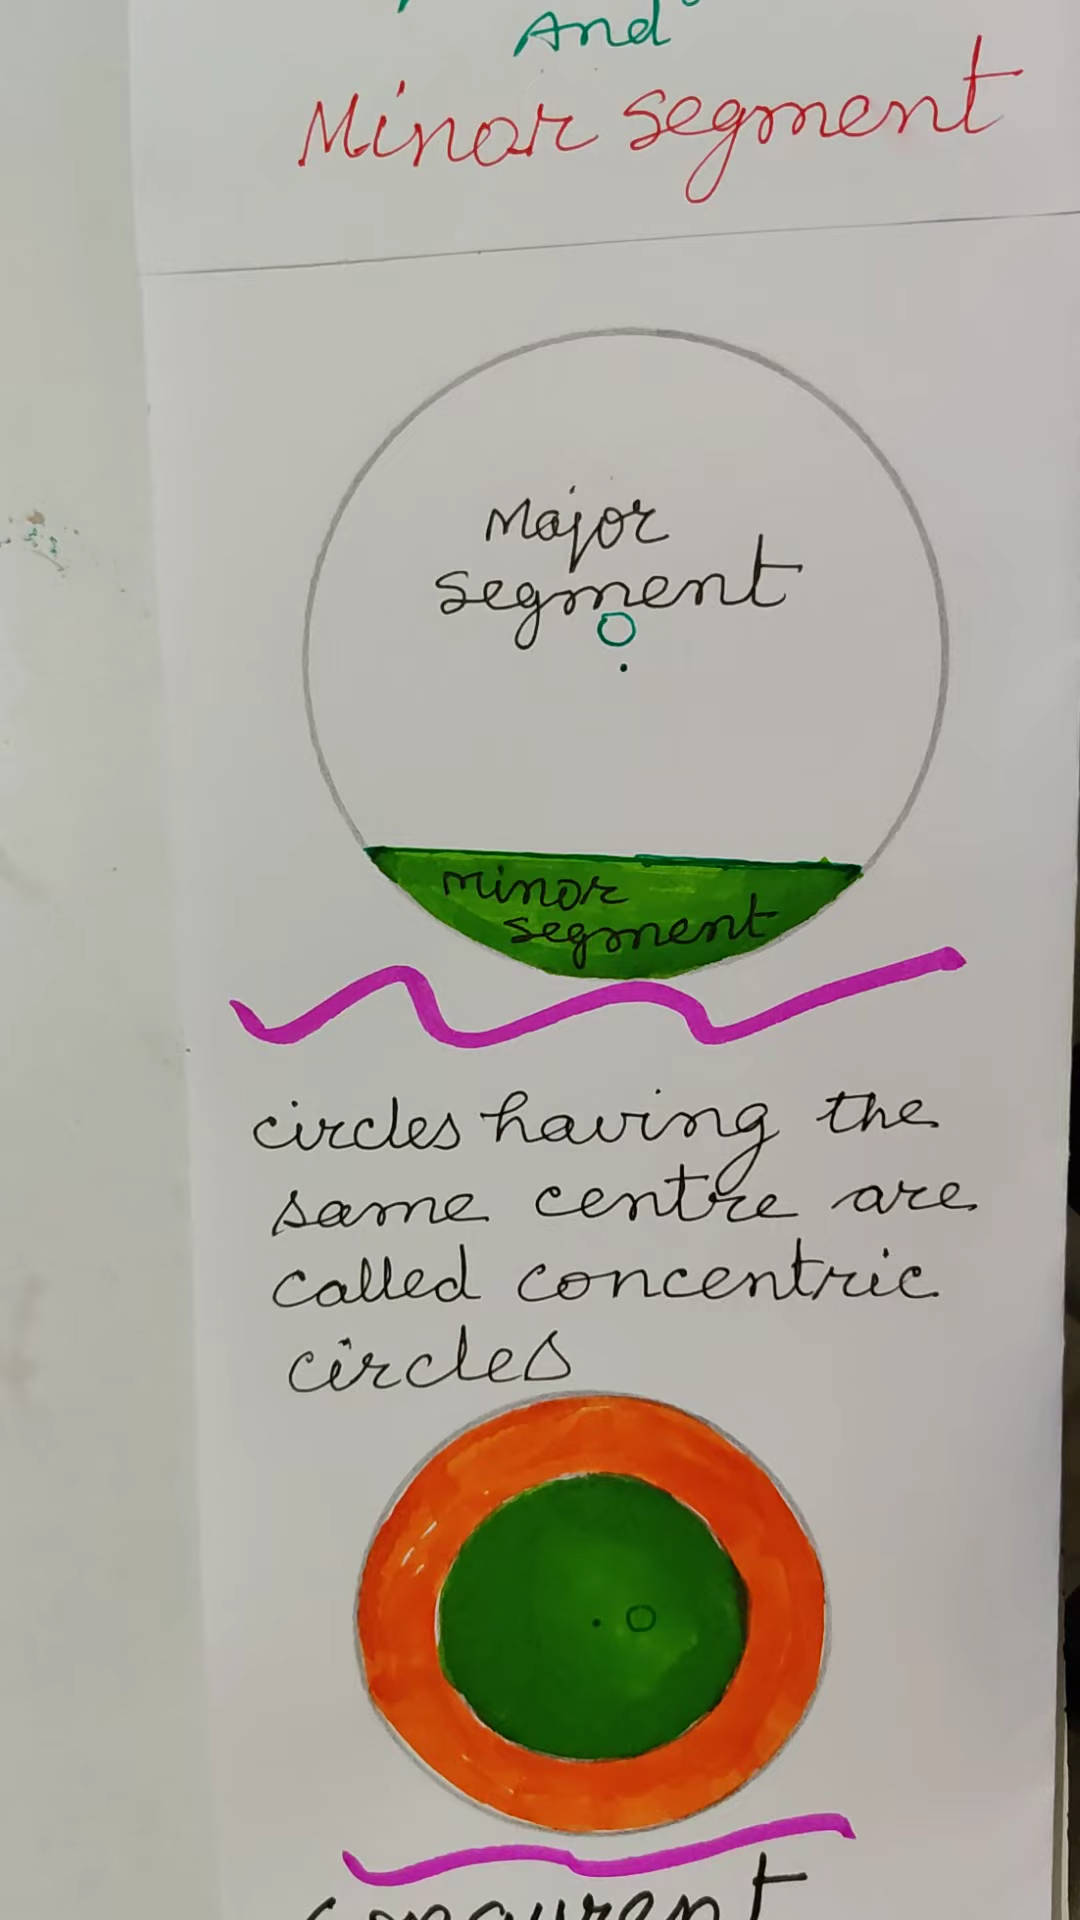 And
Minor segment
Major
segment
O
minor
segment
circles having the
same centre are
called concentric
circles
O